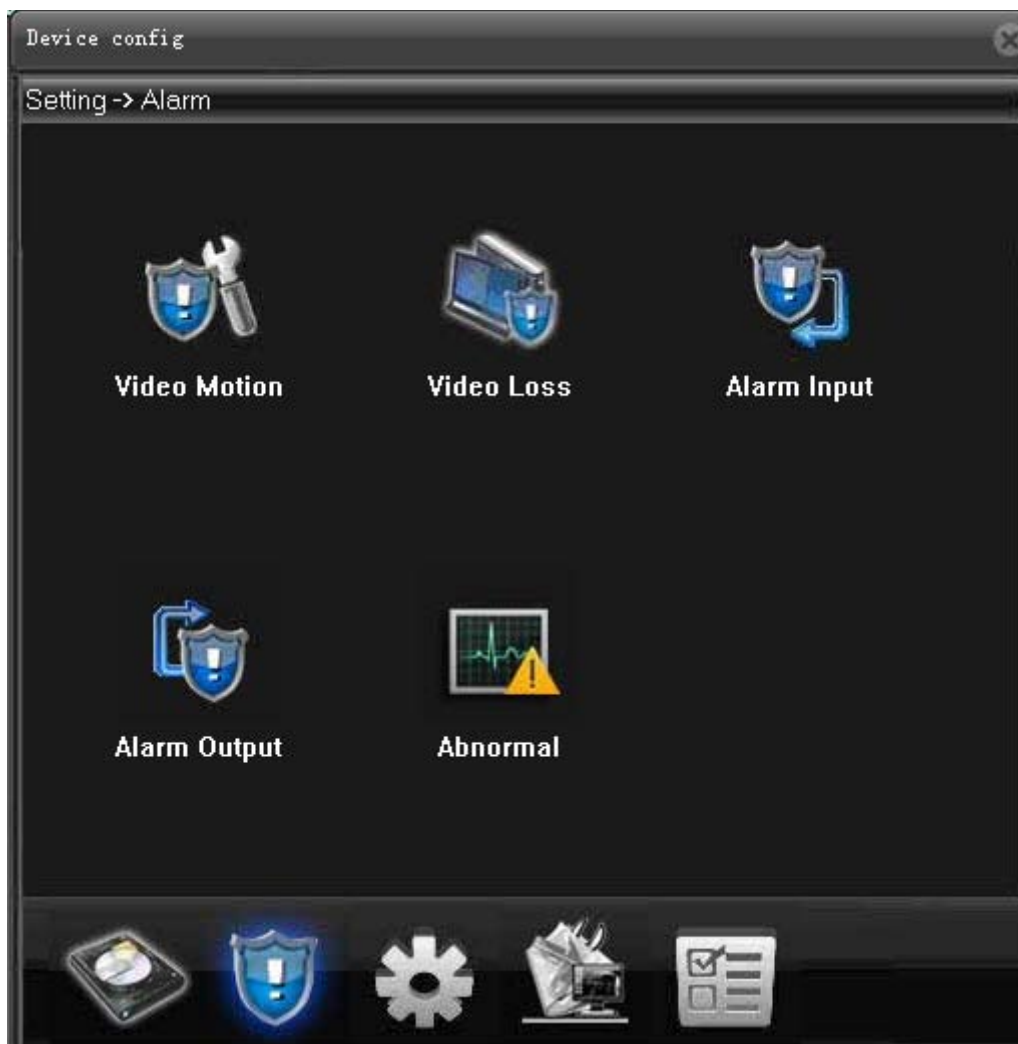 Device config
Setting -> Alarm
Video Motion
Video Loss
Alarm Input
Alarm Output
Abnormal